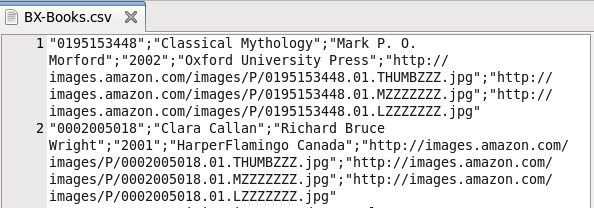 BX-Books.csv
1 "0195153448";"Classical Mythology";"Mark P. O.
Morford";"2002";"Oxford University Press";"http://
images.amazon.com/images/P/0195153448.01.THUMBZZZ.jpg";"http://
images.amazon.com/images/P/0195153448.01.MZZZZZZZ.jpg";"http://
images.amazon.com/images/P/0195153448.01.LZZZZZZZ.jpg"
2 "0002005018";"Clara Callan";"Richard Bruce
Wright";"2001";"HarperFlamingo Canada";"http://images.amazon.com/
images/P/0002005018.01.THUMBZZZ.jpg";"http://images.amazon.com/
images/P/0002005018.01.MZZZZZZZ.jpg";"http://images.amazon.com/
images/P/0002005018.01.LZZZZZZZ.jpg"